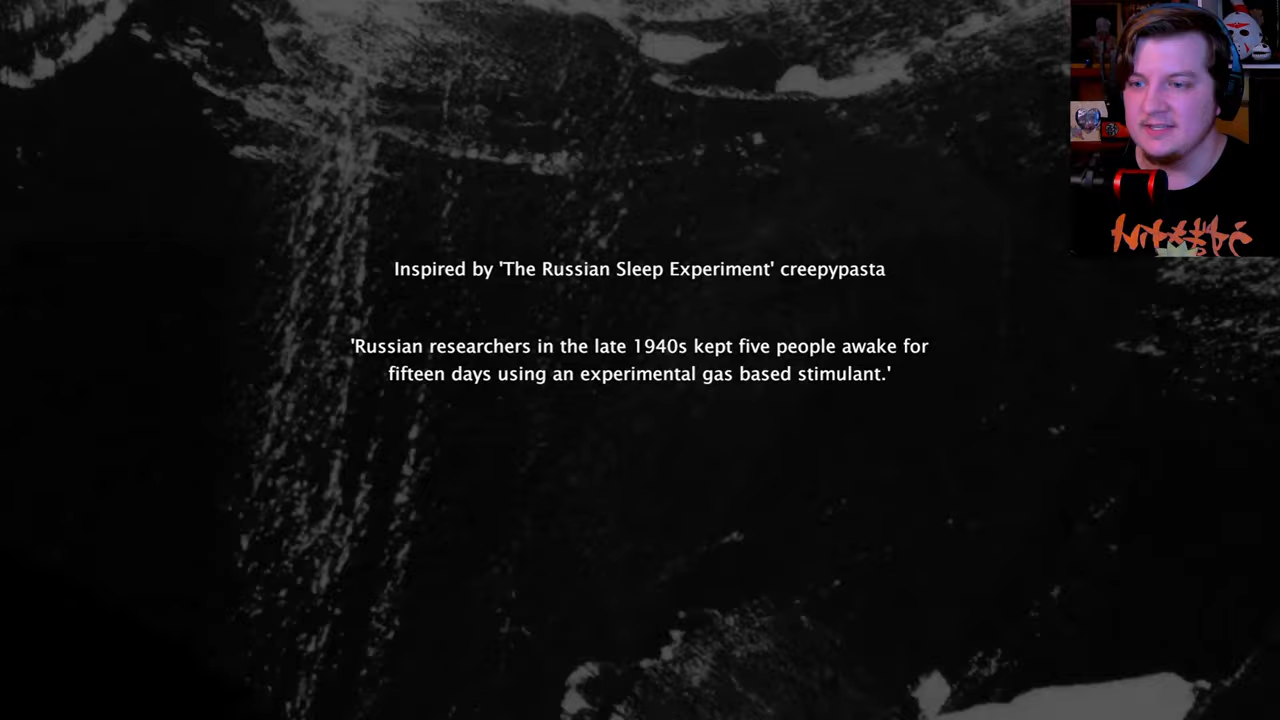 Inspired by 'The Russian Sleep Experiment' creepypasta
'Russian researchers in the late 1940s kept five people awake for
fifteen days using an experimental gas based stimulant.'